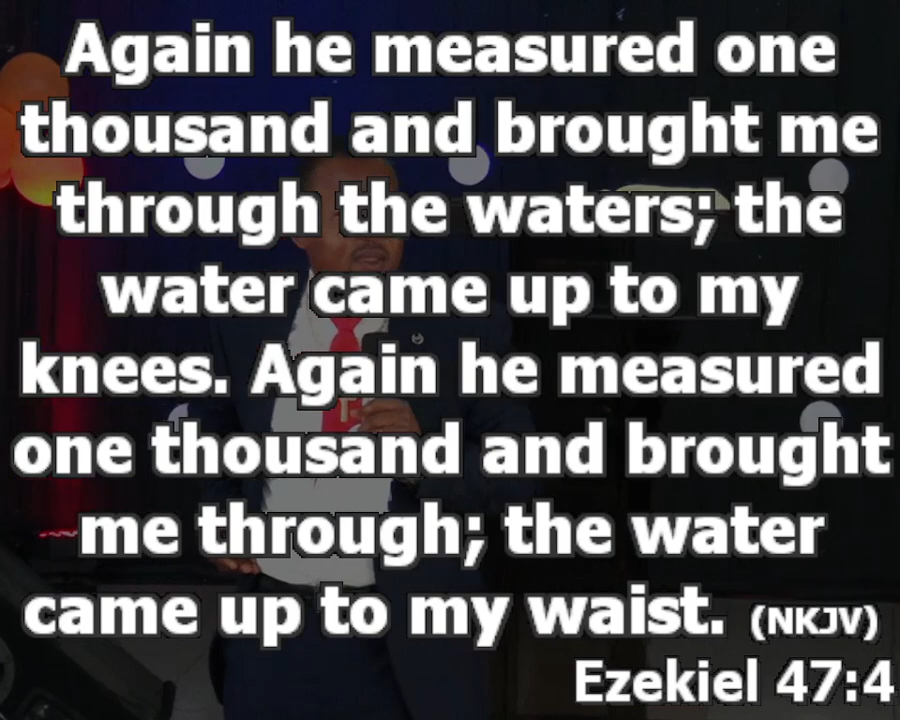 Again he measured one
thousand and brought me
through the waters; the
water came up to my
knees. Again he measured
one thousand and brought
me through; the water
came up to my waist. (NKJV)
Ezekiel 47:4